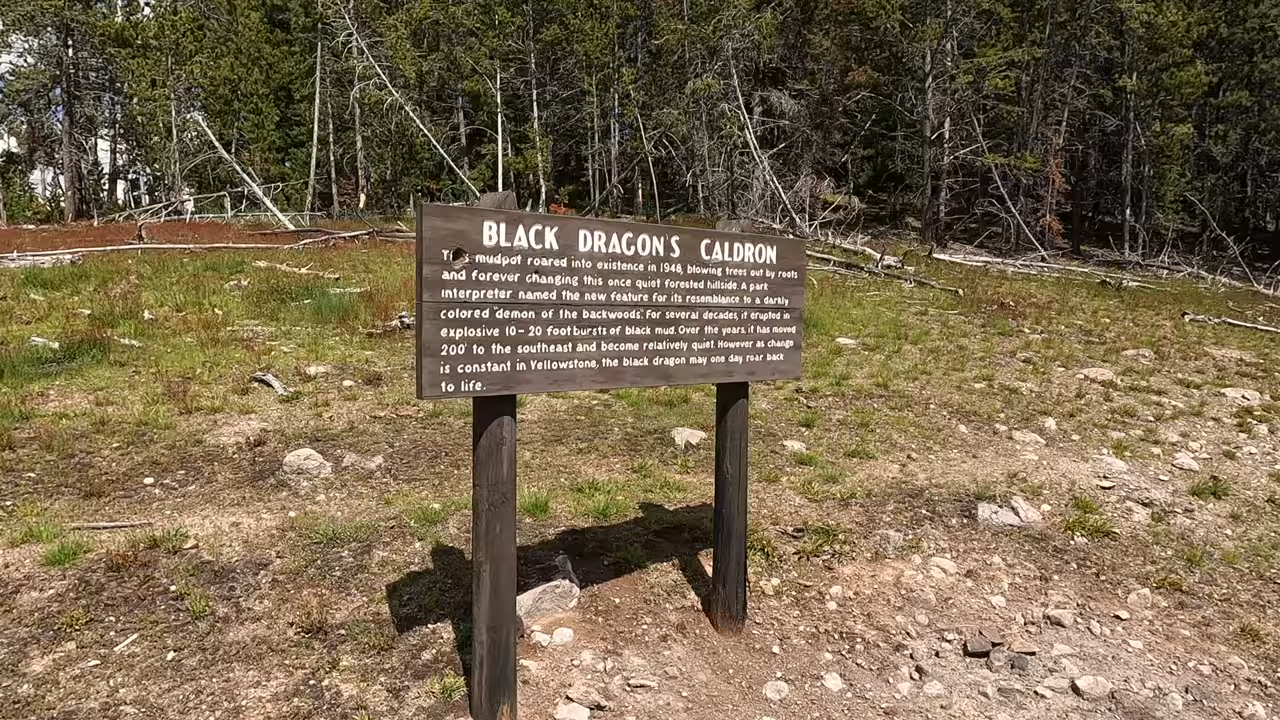 BLACK DRAGON'S CALDRON
This mudpot roared into existence in 1948, blowing trees out by roots
and forever changing this once quiet forested hillside. A park
interpreter named the new feature for its resemblance to a darkly
colored "demon of the backwoods". For several decades, it erupted in
explosive 10-20 foot bursts of black mud. Over the years, it has moved
200' to the southeast and become relatively quiet. However as change
is constant in Yellowstone, the black dragon may one day roar back
to life.